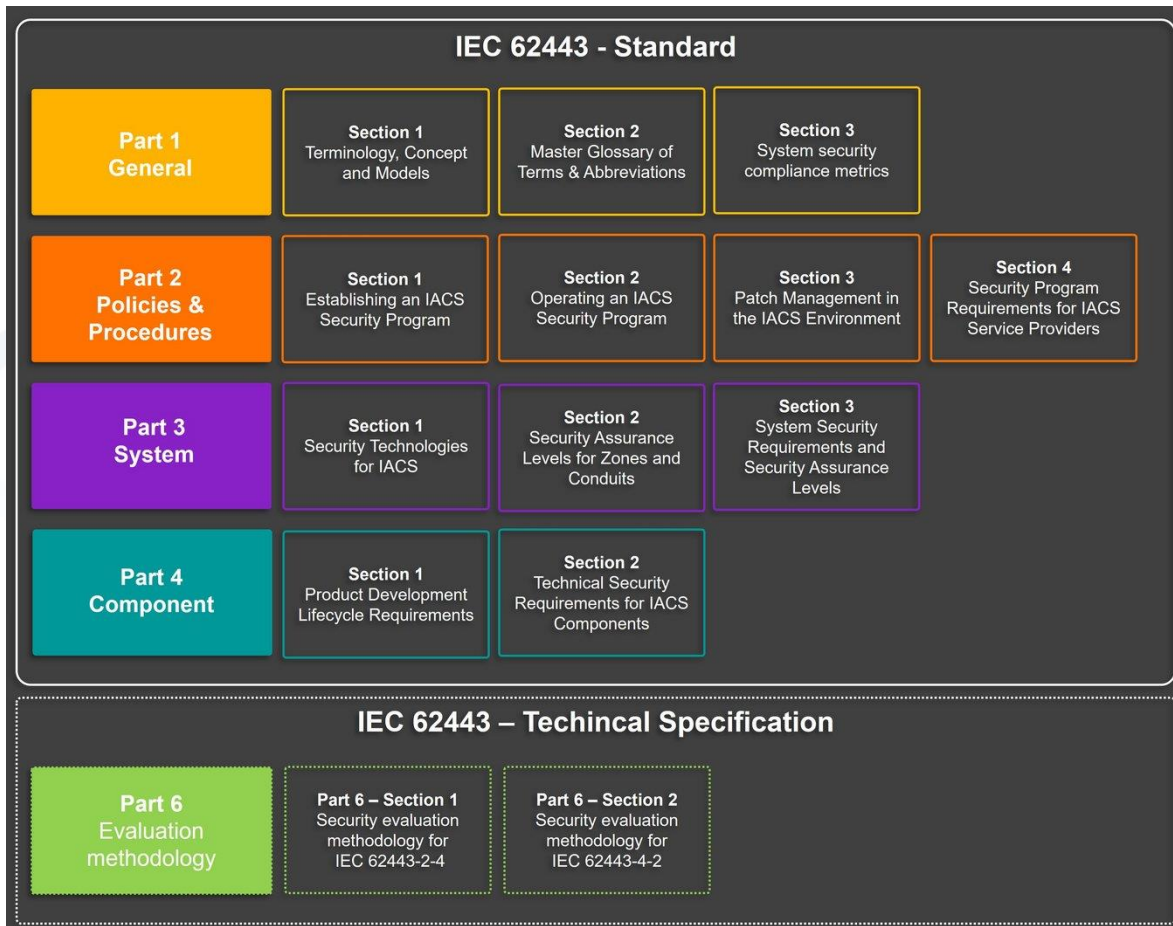 IEC 62443 - Standard
Part 1
General
Section 1
Terminology, Concept
and Models
Section 2
Master Glossary of
Terms & Abbreviations
Section 3
System security
compliance metrics
Part 2
Policies &
Procedures
Section 1
Establishing an IACS
Security Program
Section 2
Operating an IACS
Security Program
Section 3
Patch Management in
the IACS Environment
Section 4
Security Program
Requirements for IACS
Service Providers
Part 3
System
Section 1
Security Technologies
for IACS
Section 2
Security Assurance
Levels for Zones and
Conduits
Section 3
System Security
Requirements and
Security Assurance
Levels
Part 4
Component
Section 1
Product Development
Lifecycle Requirements
Section 2
Technical Security
Requirements for IACS
Components
IEC 62443 – Techincal Specification
Part 6
Evaluation
methodology
Part 6 – Section 1
Security evaluation
methodology for
IEC 62443-2-4
Part 6 – Section 2
Security evaluation
methodology for
IEC 62443-4-2